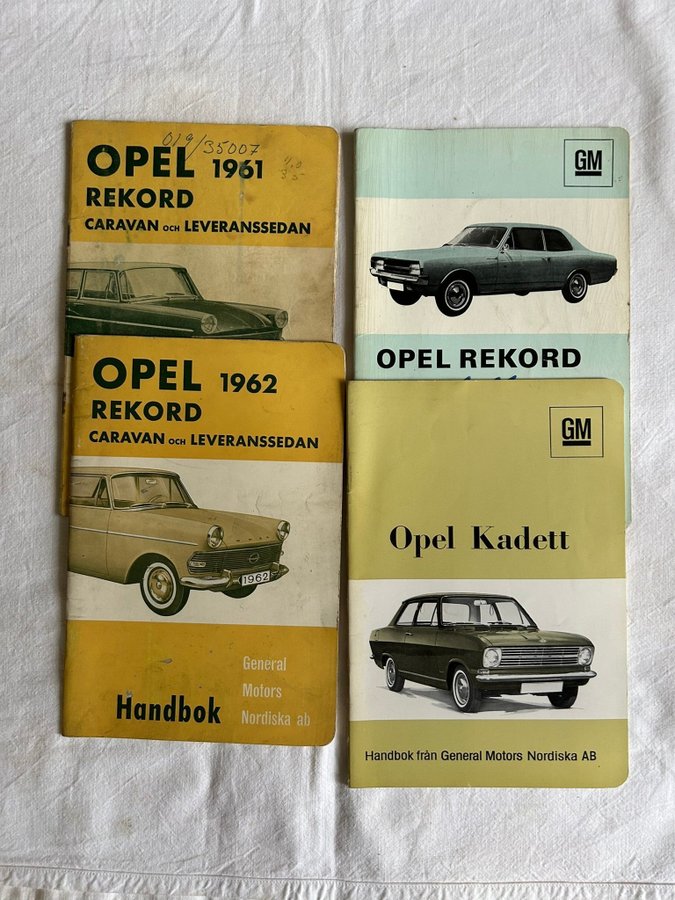 019/35007
OPEL 1961
REKORD
CARAVAN OCH LEVERANSSEDAN
GM
OPEL REKORD
OPEL 1962
REKORD
CARAVAN OCH LEVERANSSEDAN
1962
Handbok
General
Motors
Nordiska ab
GM
Opel Kadett
Handbok från General Motors Nordiska AB